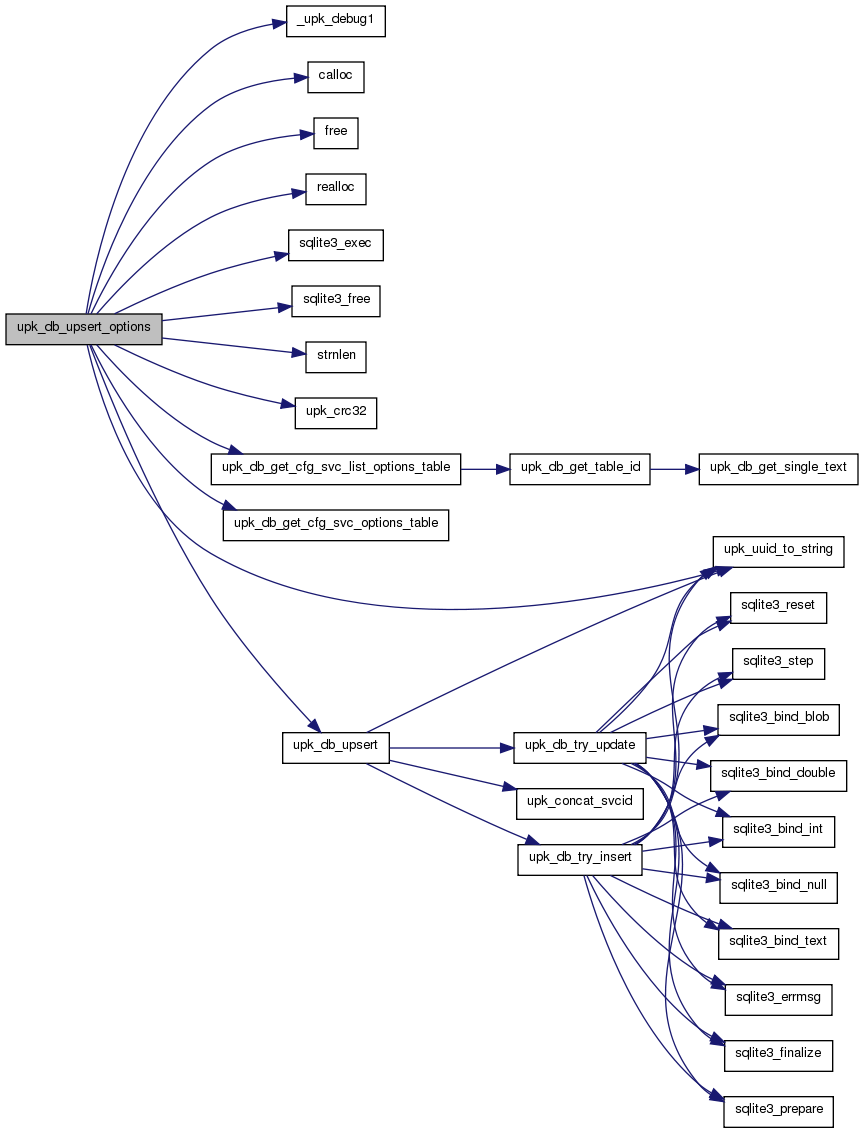 _upk_debug1
calloc
free
realloc
sqlite3_exec
sqlite3_free
upk_db_upsert_options
strnlen
upk_crc32
upk_db_get_cfg_svc_list_options_table
upk_db_get_table_id
upk_db_get_single_text
upk_db_get_cfg_svc_options_table
upk_uuid_to_string
sqlite3_reset
sqlite3_step
sqlite3_bind_blob
upk_db_upsert
upk_db_try_update
sqlite3_bind_double
upk_concat_svcid
sqlite3_bind_int
upk_db_try_insert
sqlite3_bind_null
sqlite3_bind_text
sqlite3_errmsg
sqlite3_finalize
sqlite3_prepare